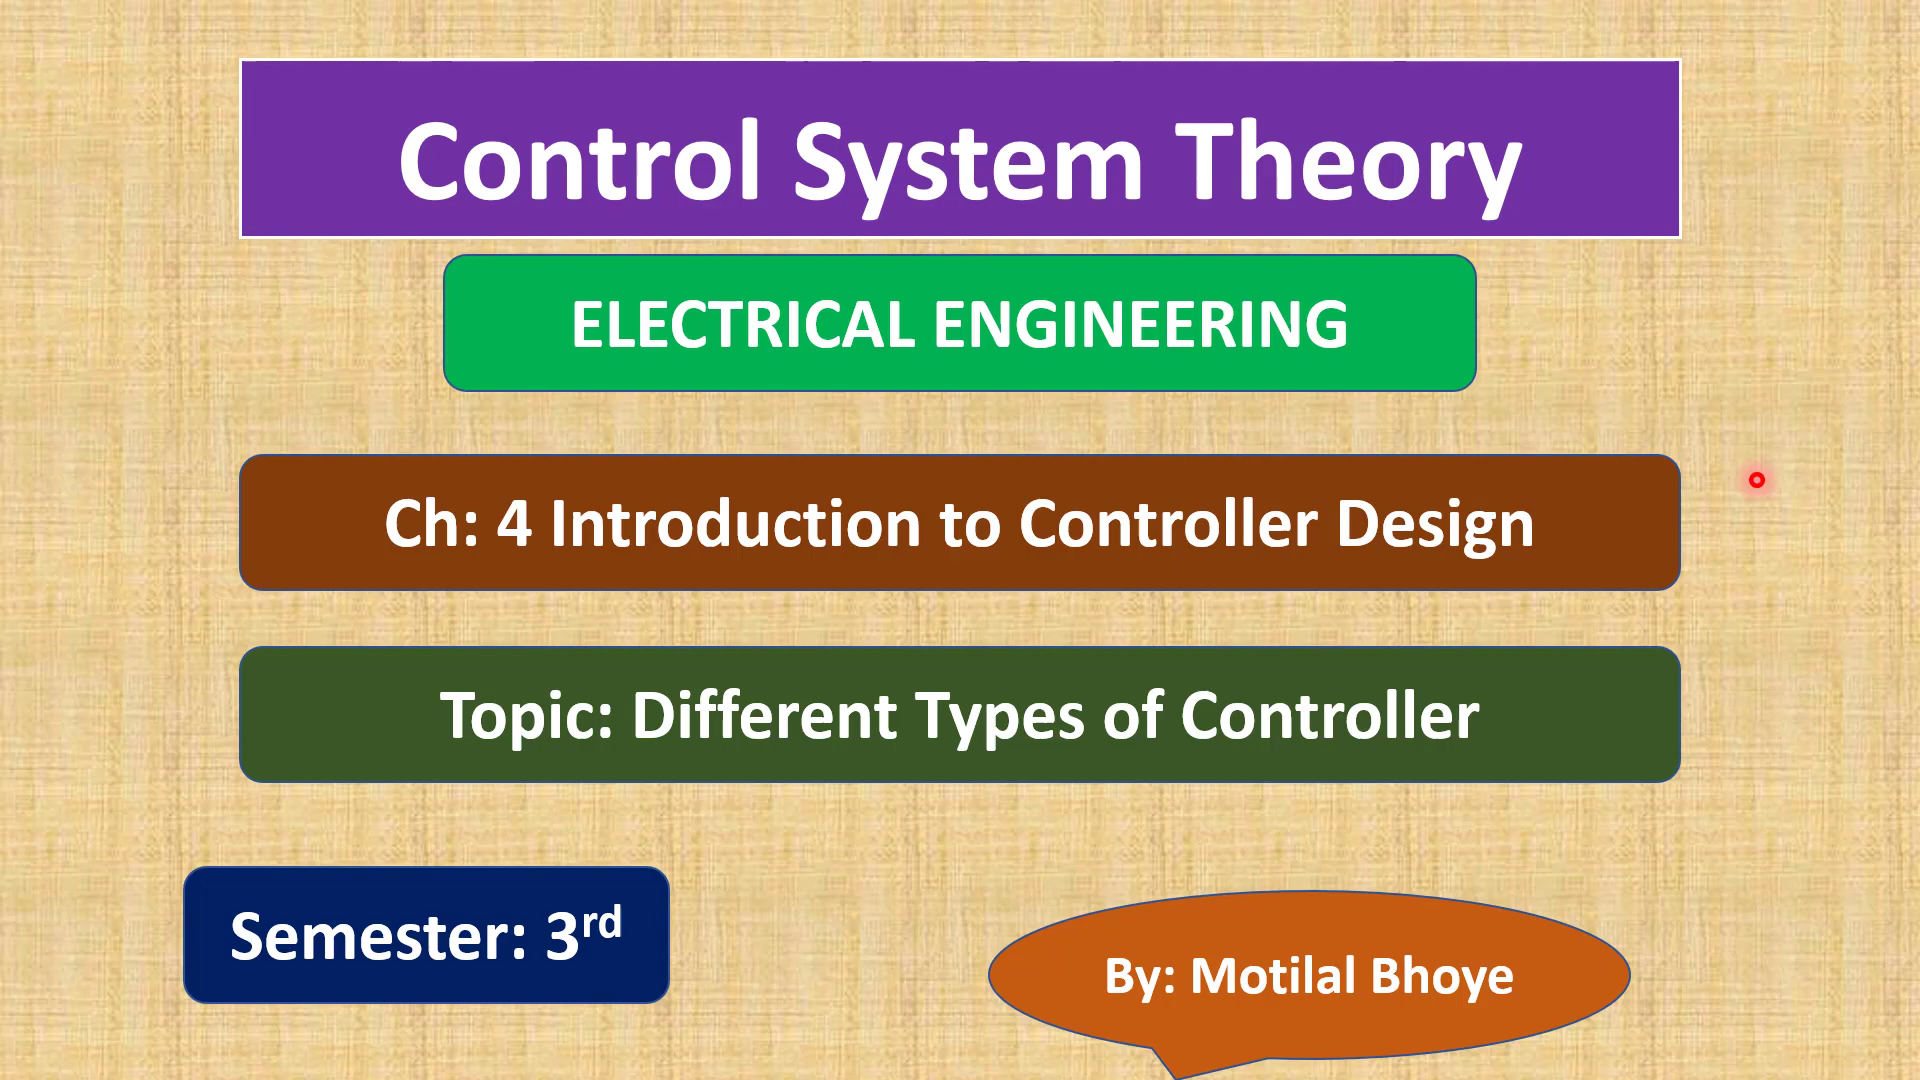 Control System Theory
ELECTRICAL ENGINEERING
Ch: 4 Introduction to Controller Design
Topic: Different Types of Controller
Semester: 3rd
By: Motilal Bhoye